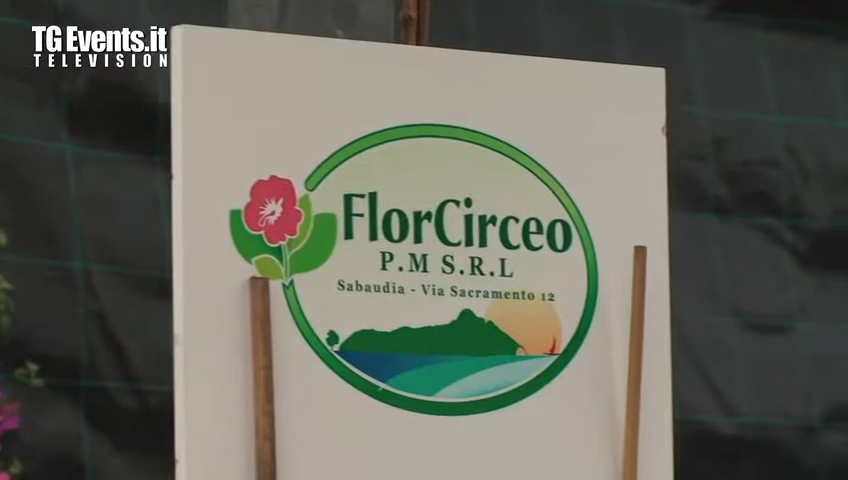 TG Events.it
TELEVISION
FlorCirceo
P.M S.R.L
Sabaudia - Via Sacramento 12